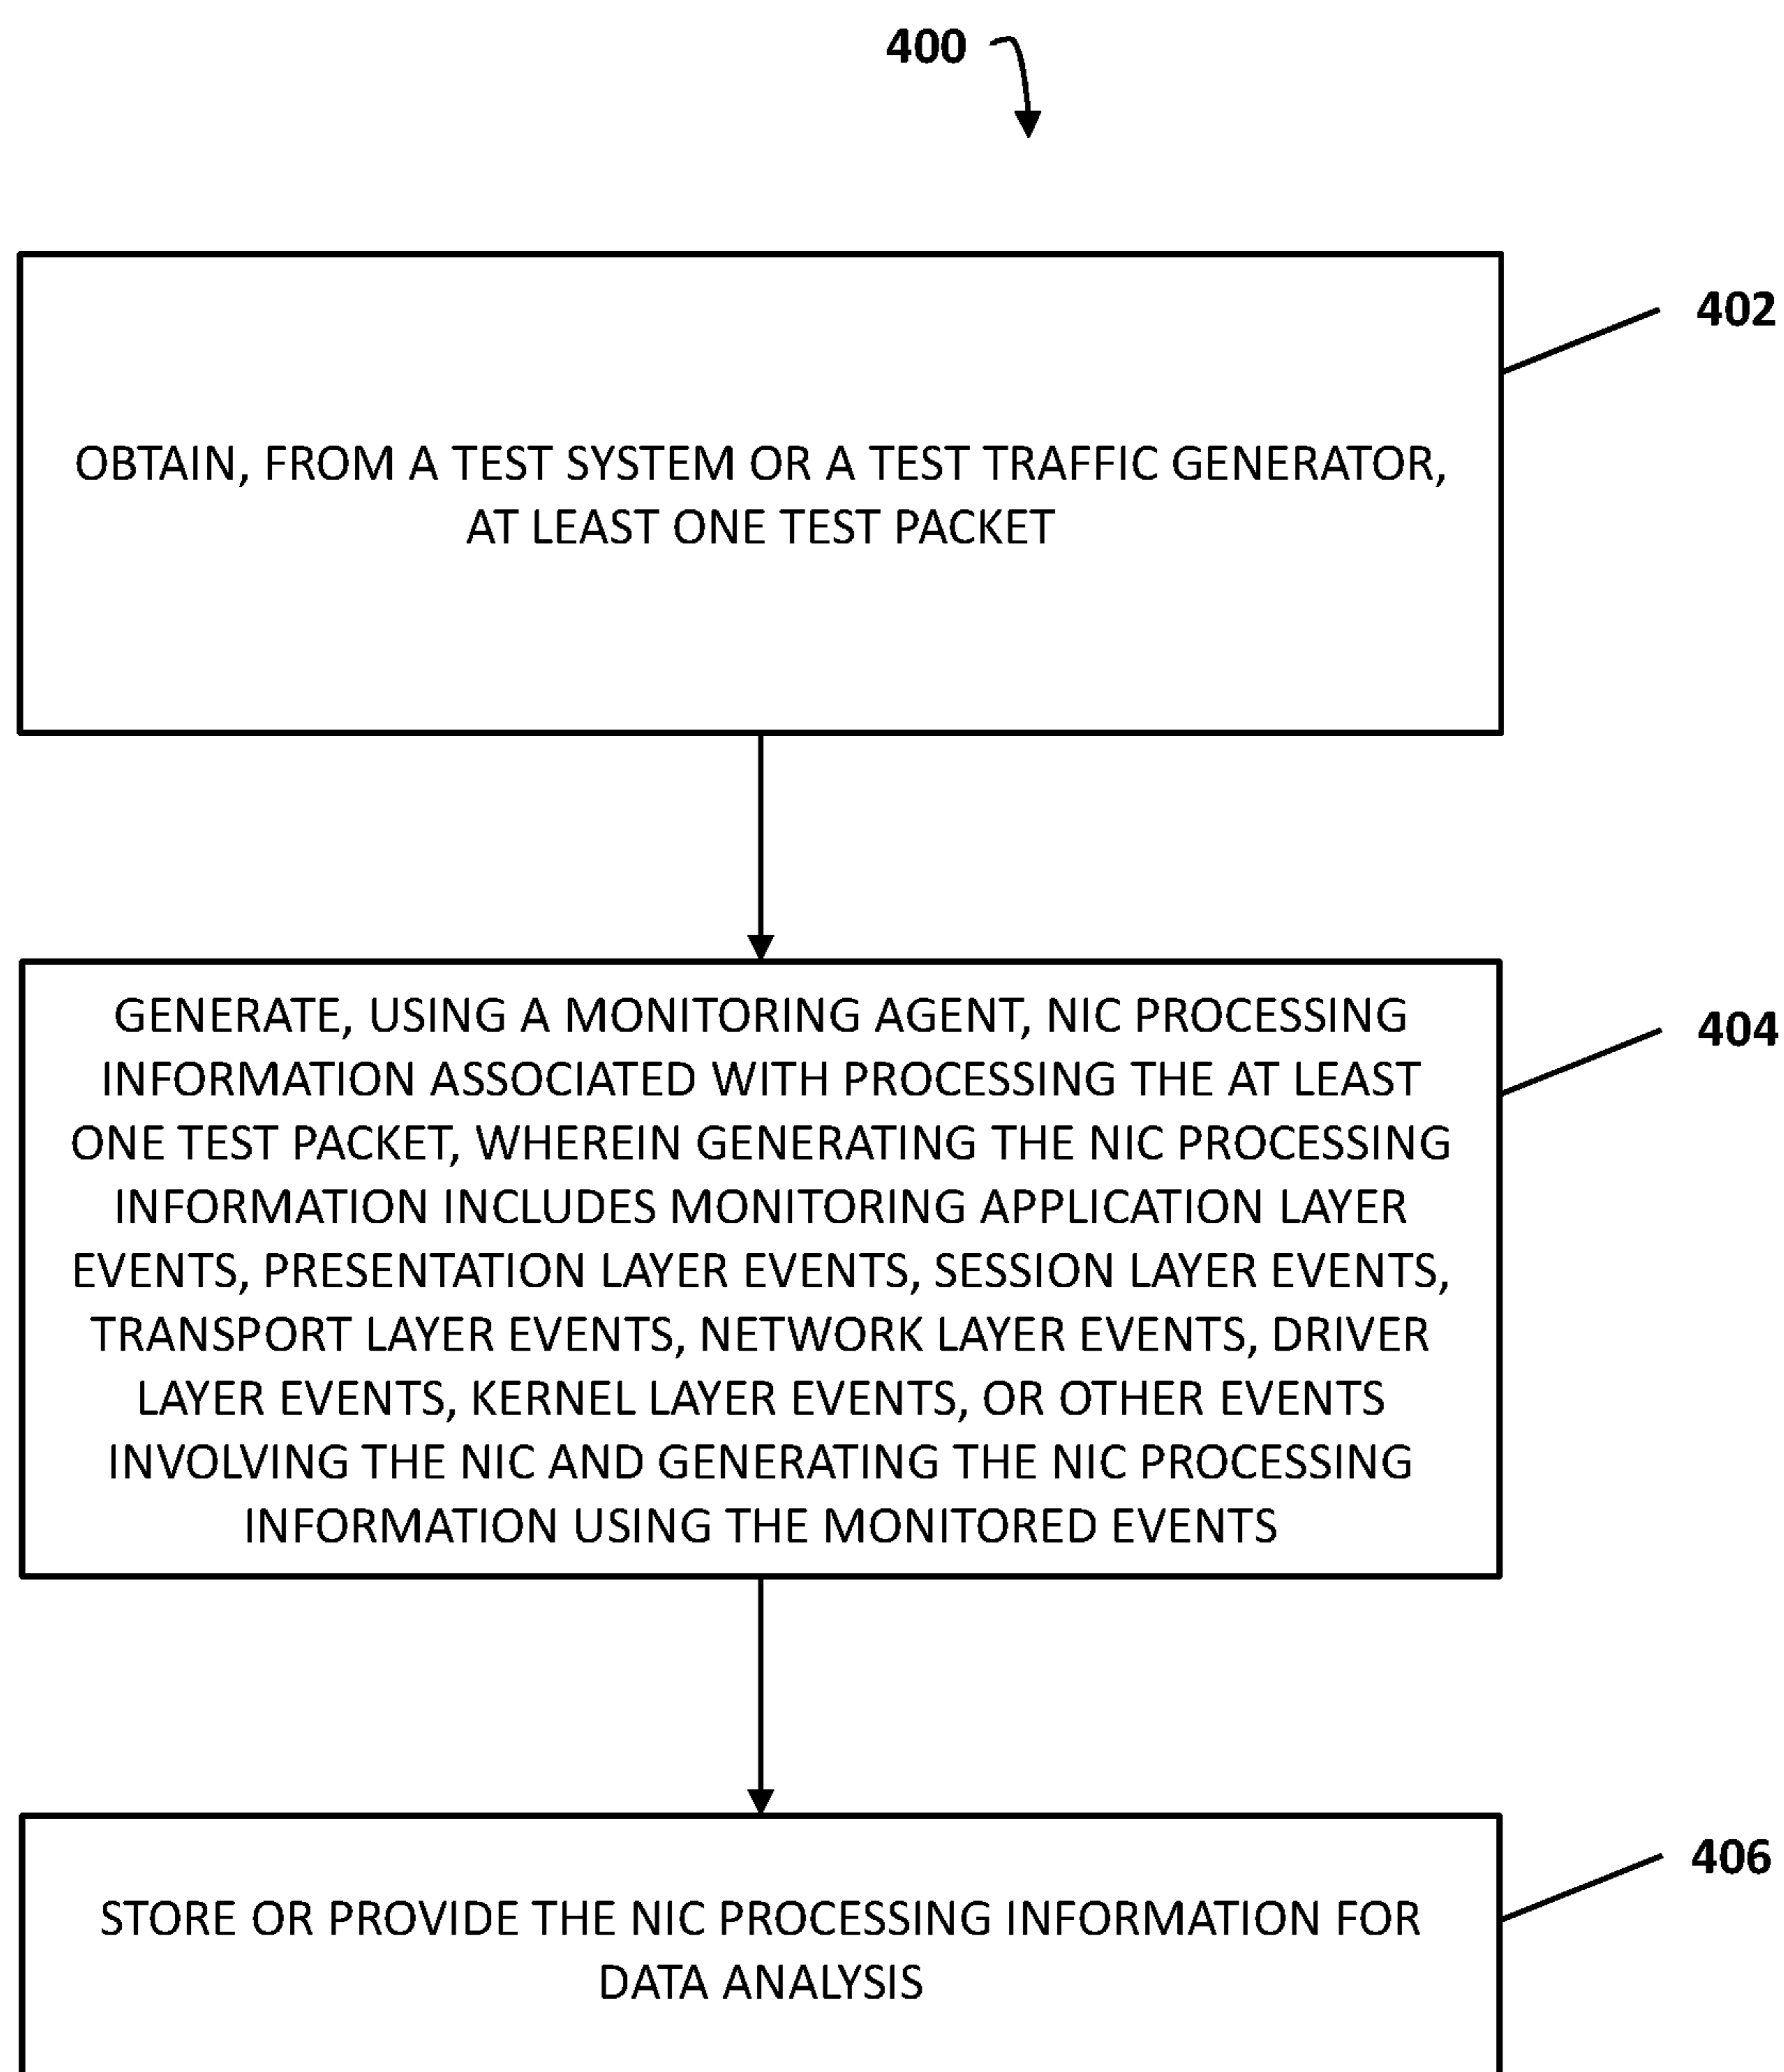 400
402
OBTAIN, FROM A TEST SYSTEM OR A TEST TRAFFIC GENERATOR,
AT LEAST ONE TEST PACKET
404
GENERATE, USING A MONITORING AGENT, NIC PROCESSING
INFORMATION ASSOCIATED WITH PROCESSING THE AT LEAST
ONE TEST PACKET, WHEREIN GENERATING THE NIC PROCESSING
INFORMATION INCLUDES MONITORING APPLICATION LAYER
EVENTS, PRESENTATION LAYER EVENTS, SESSION LAYER EVENTS,
TRANSPORT LAYER EVENTS, NETWORK LAYER EVENTS, DRIVER
LAYER EVENTS, KERNEL LAYER EVENTS, OR OTHER EVENTS
INVOLVING THE NIC AND GENERATING THE NIC PROCESSING
INFORMATION USING THE MONITORED EVENTS
406
STORE OR PROVIDE THE NIC PROCESSING INFORMATION FOR
DATA ANALYSIS